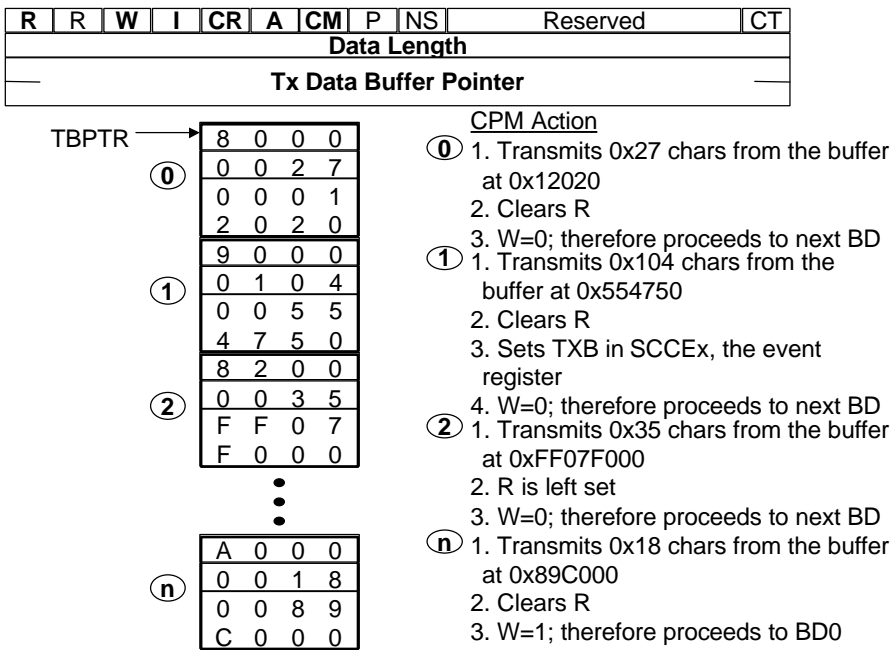 R R W I CR A CM P NS Reserved CT
Data Length
Tx Data Buffer Pointer
TBPTR
0
8 0 0 0
0 0 2 7
0 0 0 1
2 0 2 0
1
9 0 0 0
0 1 0 4
0 0 5 5
4 7 5 0
2
8 2 0 0
0 0 3 5
F F 0 7
F 0 0 0
n
A 0 0 0
0 0 1 8
0 0 8 9
C 0 0 0
CPM Action
0 1. Transmits 0x27 chars from the buffer
at 0x12020
2. Clears R
3. W=0; therefore proceeds to next BD
1 1. Transmits 0x104 chars from the
buffer at 0x554750
2. Clears R
3. Sets TXB in SCCEx, the event
register
4. W=0; therefore proceeds to next BD
2 1. Transmits 0x35 chars from the buffer
at 0xFF07F000
2. R is left set
3. W=0; therefore proceeds to next BD
n 1. Transmits 0x18 chars from the buffer
at 0x89C000
2. Clears R
3. W=1; therefore proceeds to BD0